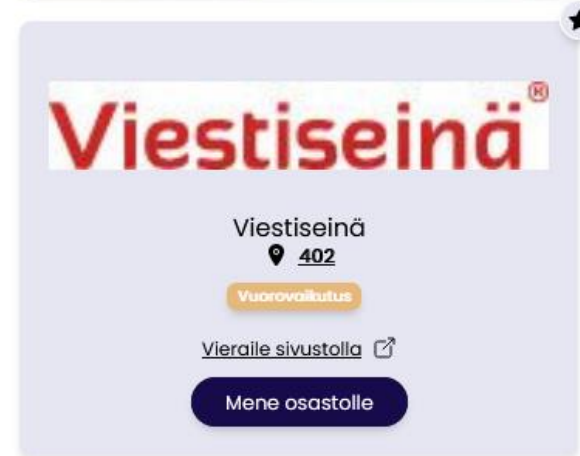 Viestiseinä®
Viestiseinä
402
Vuorovaikutus
Vieraile sivustolla
Mene osastolle